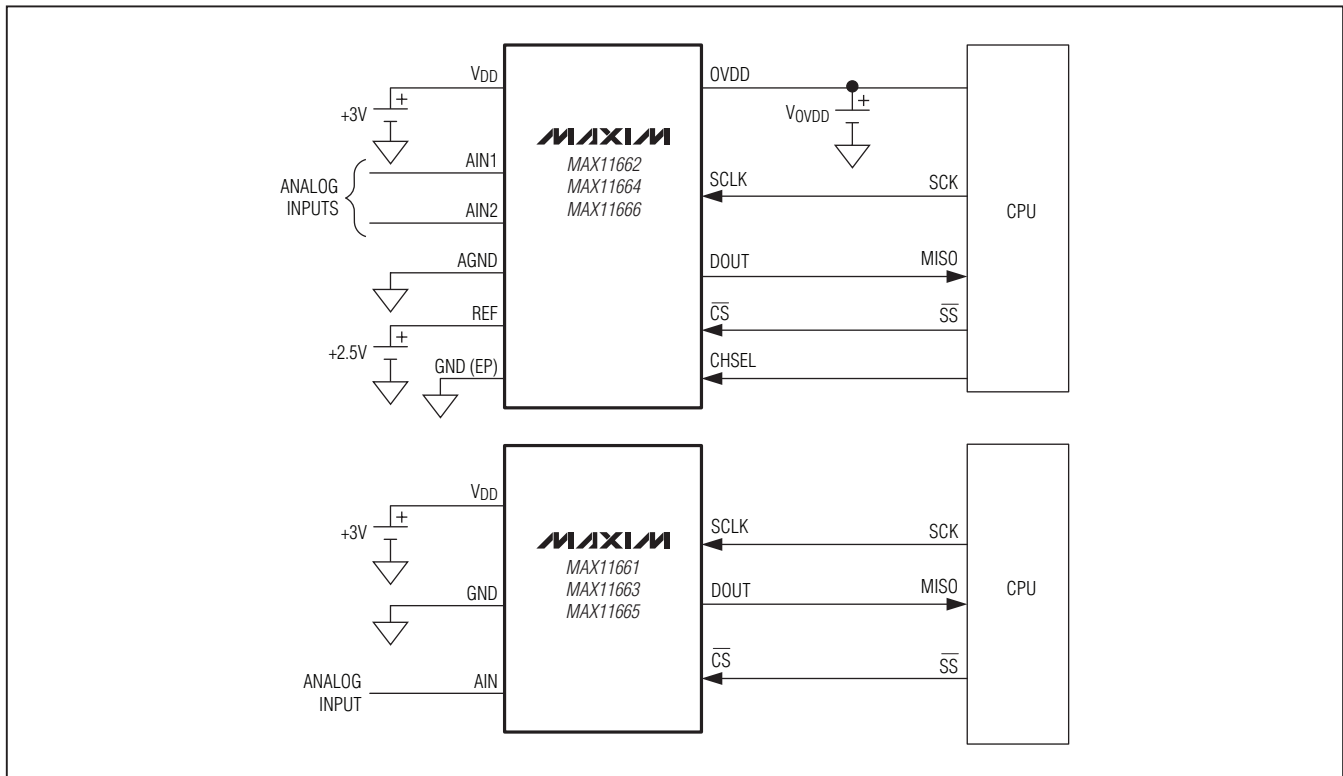 VDD
OVDD
+3V
+
VOVDD
+
MAXIM
MAX11662
MAX11664
MAX11666
AIN1
ANALOG
INPUTS
AIN2
SCLK
SCK
CPU
AGND
DOUT
MISO
REF
+
+2.5V
CS
SS
GND (EP)
CHSEL
VDD
+3V
+
MAXIM
MAX11661
MAX11663
MAX11665
SCLK
SCK
GND
DOUT
MISO
CPU
CS
SS
ANALOG
INPUT
AIN